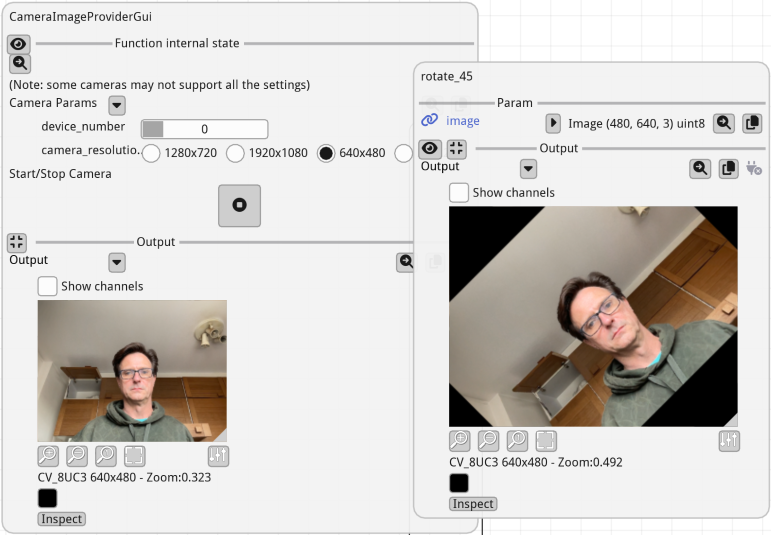 CameraImageProviderGui
Function internal state
(Note: some cameras may not support all the settings)
Camera Params
device_number
0
camera_resolutio..
1280x720
1920x1080
640x480
Start/Stop Camera
Output
Output
Show channels
CV_8UC3 640x480 - Zoom:0.323
Inspect
rotate_45
Param
image
Image (480, 640, 3) uint8
Output
Output
Show channels
CV_8UC3 640x480 - Zoom:0.492
Inspect